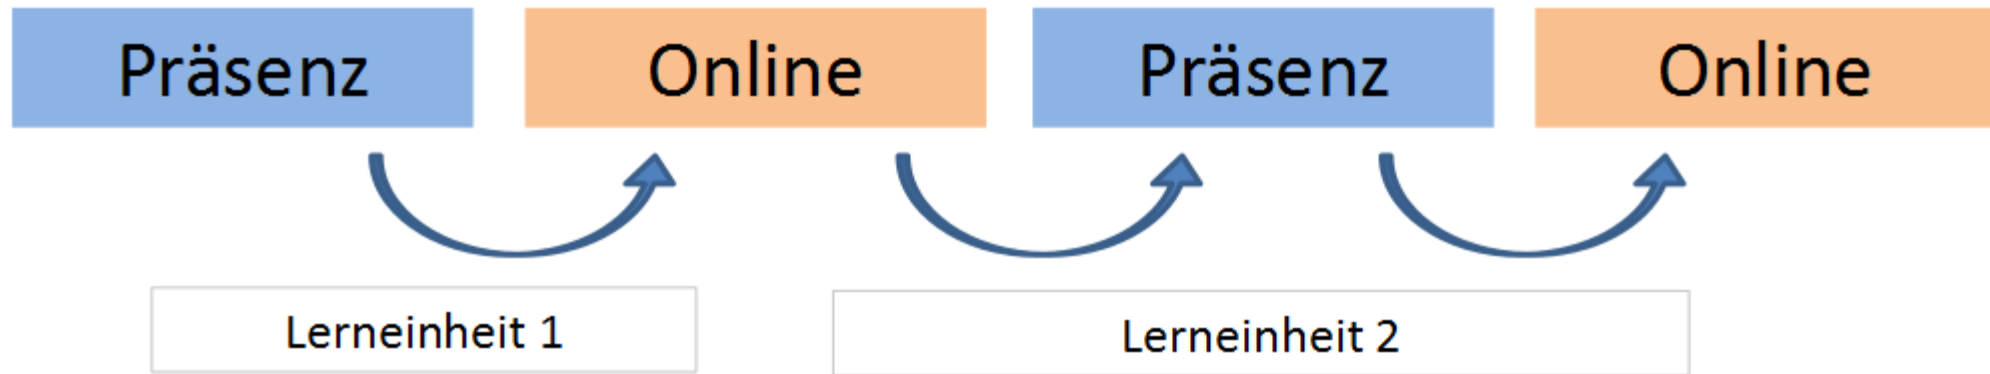 Präsenz Online Präsenz Online
Lerneinheit 1 Lerneinheit 2